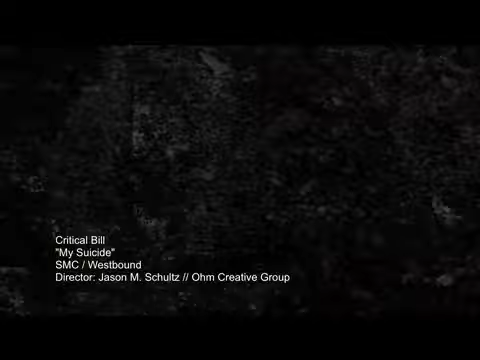 Critical Bill
"My Suicide"
SMC / Westbound
Director: Jason M. Schultz // Ohm Creative Group